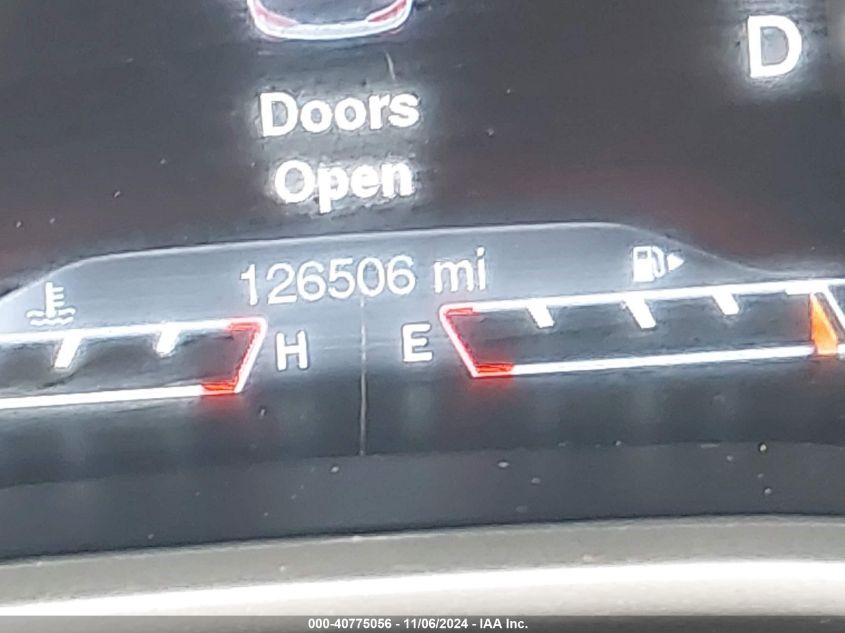 D
Doors
Open
126506 mi
H
E
000-40775056 - 11/06/2024 - IAA Inc.